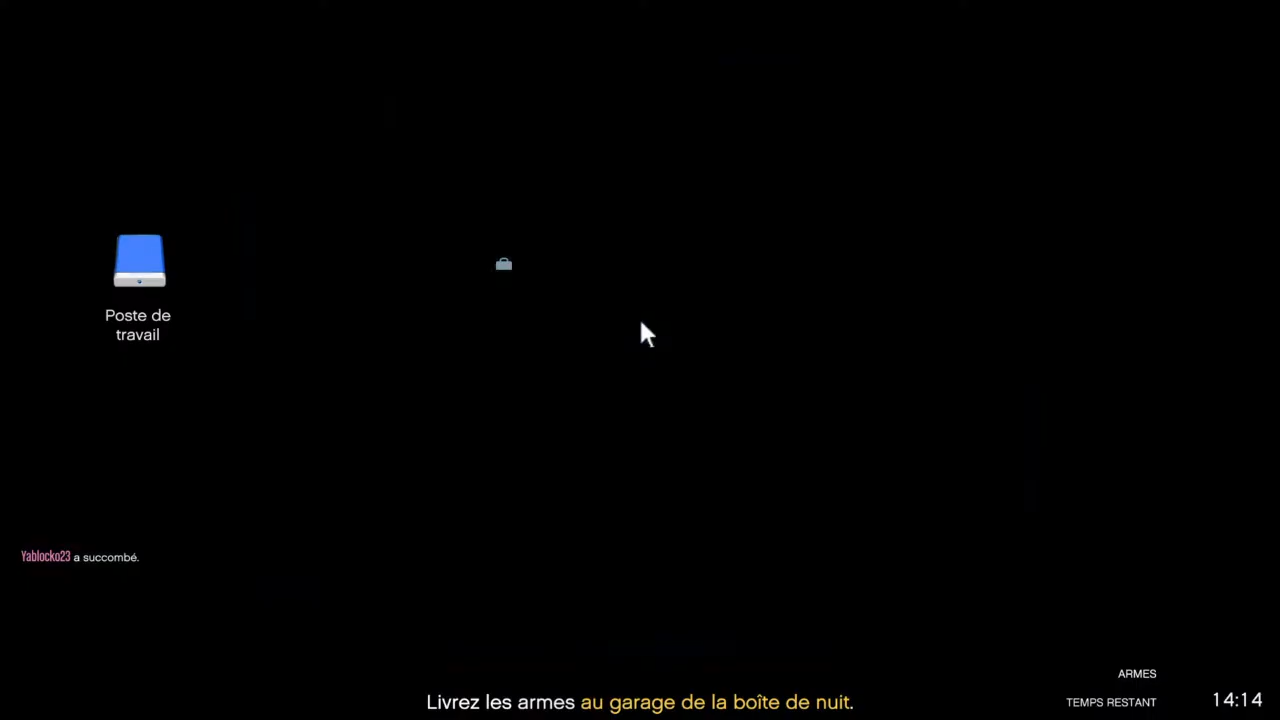 Poste de
travail
Yablocko23 a succombé.
ARMES
TEMPS RESTANT 14:14
Livrez les armes au garage de la boîte de nuit.